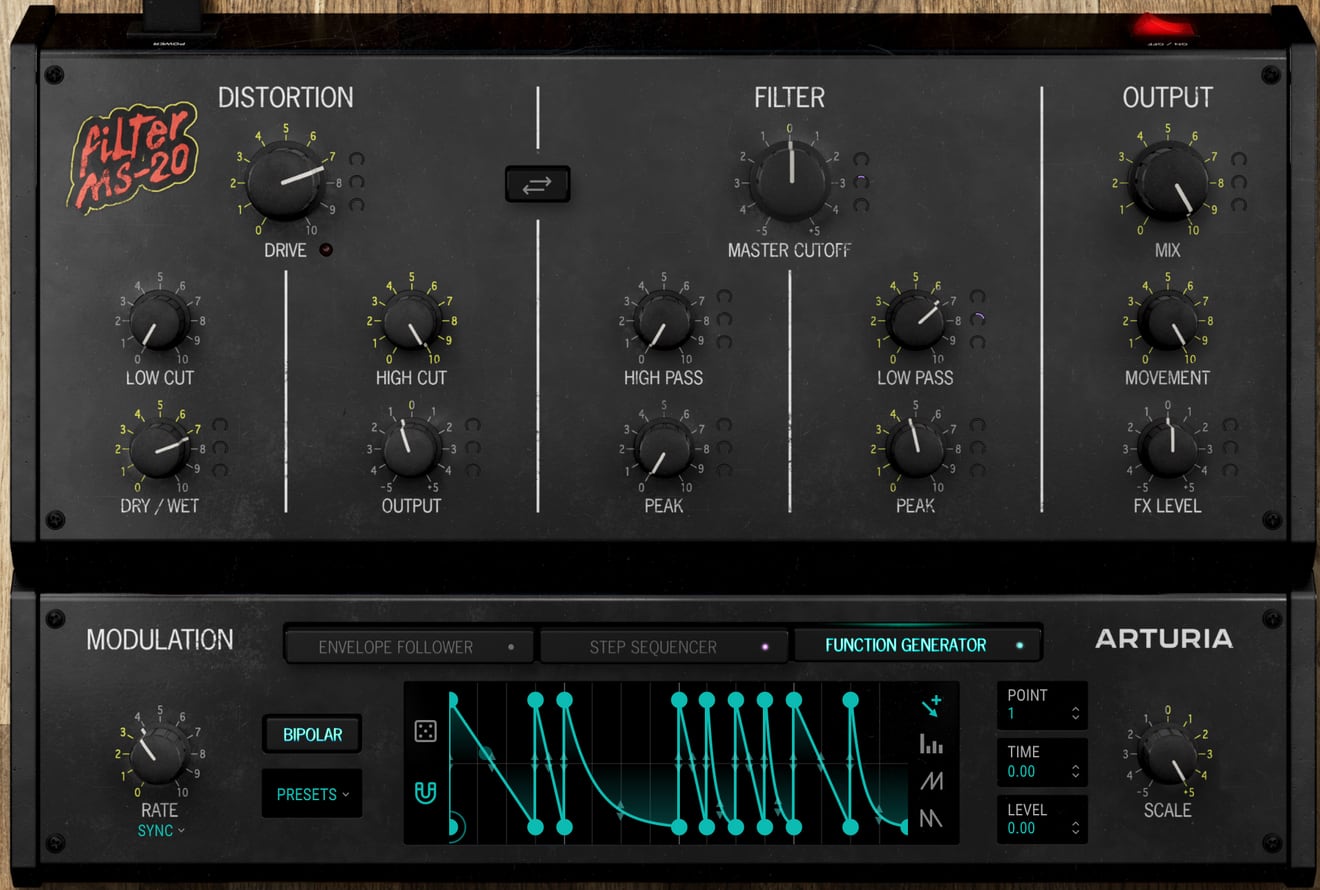 POWER
ON / OFF
FILTER
MS-20
DISTORTION
FILTER
OUTPUT
0 1 2 3 4 5 6 7 8 9 10
-5 4 3 2 1 0 1 2 3 4 +5
0 1 2 3 4 5 6 7 8 9 10
DRIVE
MASTER CUTOFF
MIX
0 1 2 3 4 5 6 7 8 9 10
0 1 2 3 4 5 6 7 8 9 10
0 1 2 3 4 5 6 7 8 9 10
0 1 2 3 4 5 6 7 8 9 10
0 1 2 3 4 5 6 7 8 9 10
LOW CUT
HIGH CUT
HIGH PASS
LOW PASS
MOVEMENT
0 1 2 3 4 5 6 7 8 9 10
-5 4 3 2 1 0 1 2 3 4 +5
0 1 2 3 4 5 6 7 8 9 10
0 1 2 3 4 5 6 7 8 9 10
-5 4 3 2 1 0 1 2 3 4 +5
DRY / WET
OUTPUT
PEAK
PEAK
FX LEVEL
MODULATION
ENVELOPE FOLLOWER
STEP SEQUENCER
FUNCTION GENERATOR
ARTURIA
0 1 2 3 4 5 6 7 8 9 10
RATE
SYNC
BIPOLAR
PRESETS
POINT
1
TIME
0.00
LEVEL
0.00
-5 4 3 2 1 0 1 2 3 4 +5
SCALE